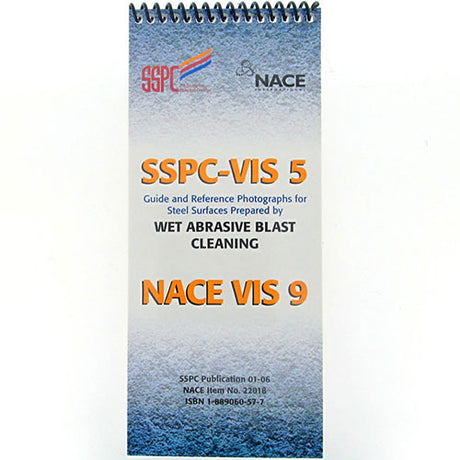 SSPC
NACE
INTERNATIONAL
SSPC-VIS 5
Guide and Reference Photographs for
Steel Surfaces Prepared by
WET ABRASIVE BLAST
CLEANING
NACE VIS 9
SSPC Publication 01-06
NACE Item No. 22018
ISBN 1-889060-57-7